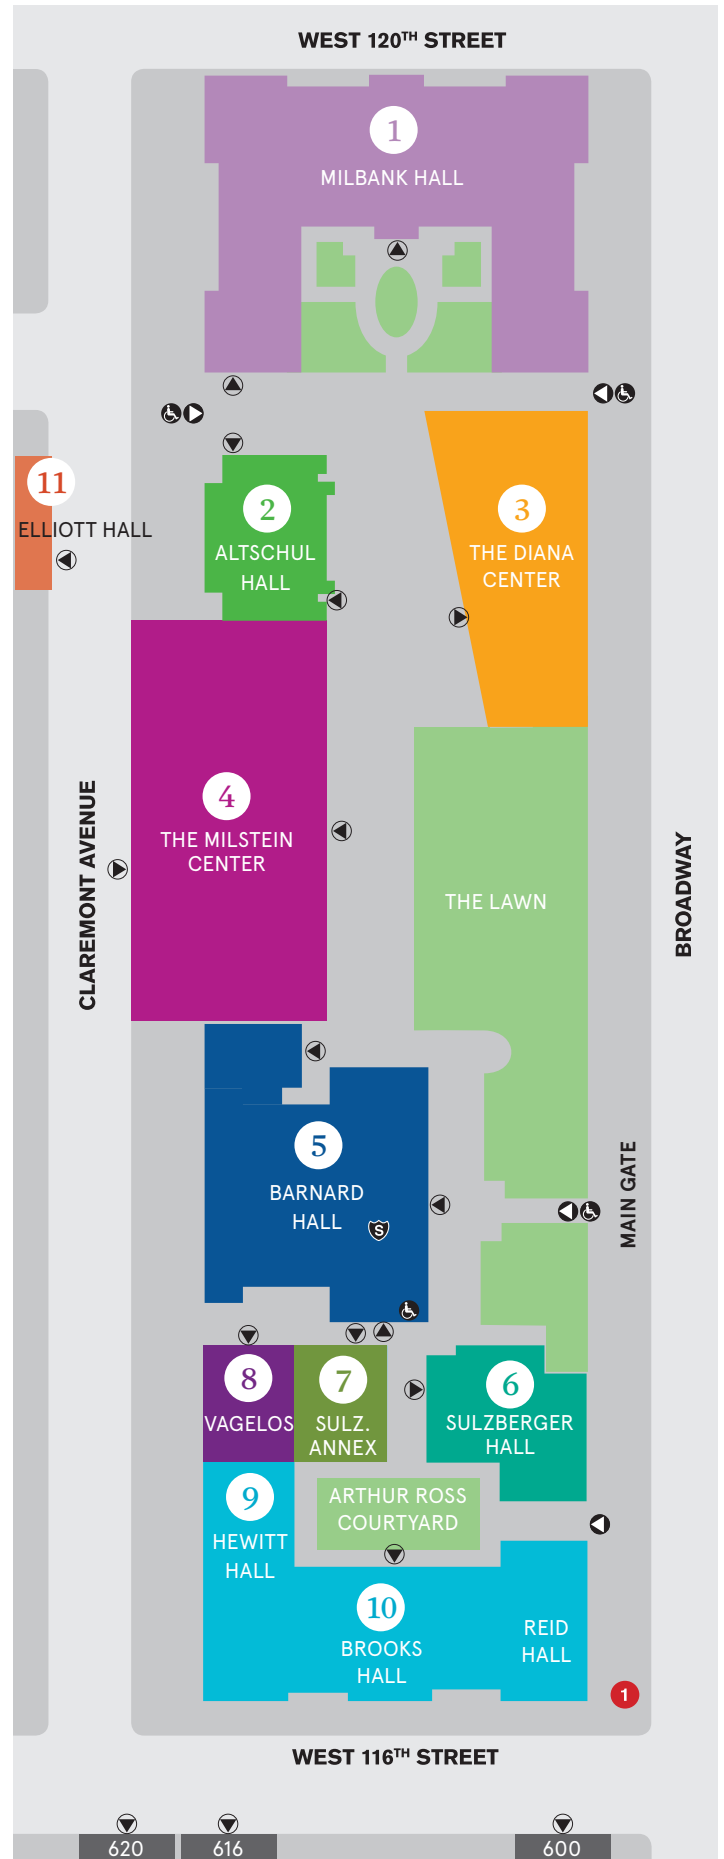 WEST 120TH STREET
1
MILBANK HALL
11
ELLIOTT HALL
2
ALTSCHUL
HALL
3
THE DIANA
CENTER
4
THE MILSTEIN
CENTER
CLAREMONT AVENUE
THE LAWN
BROADWAY
5
BARNARD
HALL
S
MAIN GATE
8
VAGELOS
7
SULZ.
ANNEX
6
SULZBERGER
HALL
9
HEWITT
HALL
ARTHUR ROSS
COURTYARD
10
BROOKS
HALL
REID
HALL
1
WEST 116TH STREET
620
616
600